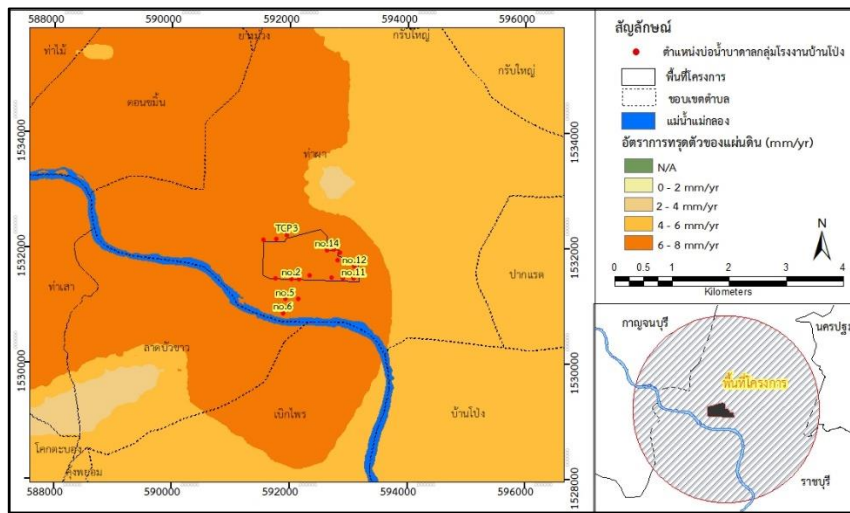 588000 590000 592000 594000 596000
ท่าไม้
ยางม่วง
กรับใหญ่
กรับใหญ่
ดอนขมิ้น
1534000
1534000
ท่าผา
TCP3
no.14
no.12
no.2
no.11
no.5
no.6
1532000
1532000
ปากแรต
ท่าเสา
ลาดบัวขาว
1530000
1530000
เบิกไพร
บ้านโป่ง
โคกตะบอง
คุ้งพยอม
1528000
588000 590000 592000 594000 596000
สัญลักษณ์
ตำแหน่งบ่อน้ำบาดาลกลุ่มโรงงานบ้านโป่ง
พื้นที่โครงการ
ขอบเขตตำบล
แม่น้ำแม่กลอง
อัตราการทรุดตัวของแผ่นดิน (mm/yr)
N/A
0 - 2 mm/yr
2 - 4 mm/yr
4 - 6 mm/yr
6 - 8 mm/yr
N
0 0.5 1 2 3 4
Kilometers
กาญจนบุรี
นครปฐม
พื้นที่โครงการ
ราชบุรี